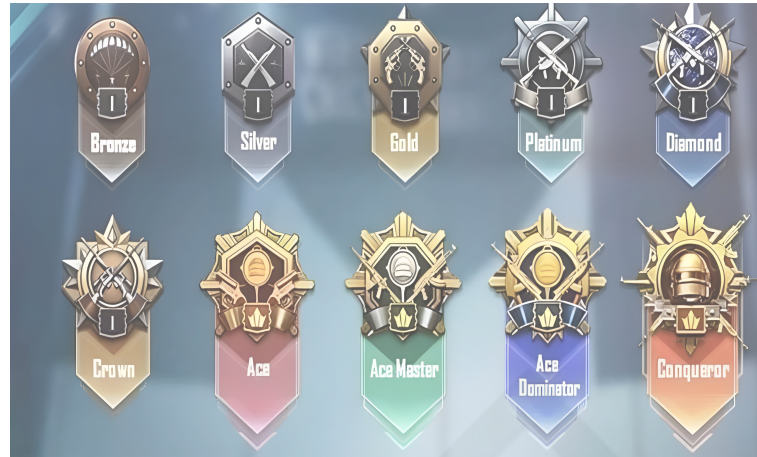 I
Bronze
I
Silver
I
Gold
I
Platinum
I
Diamond
I
Crown
Ace
Ace Master
Ace
Dominator
Conqueror